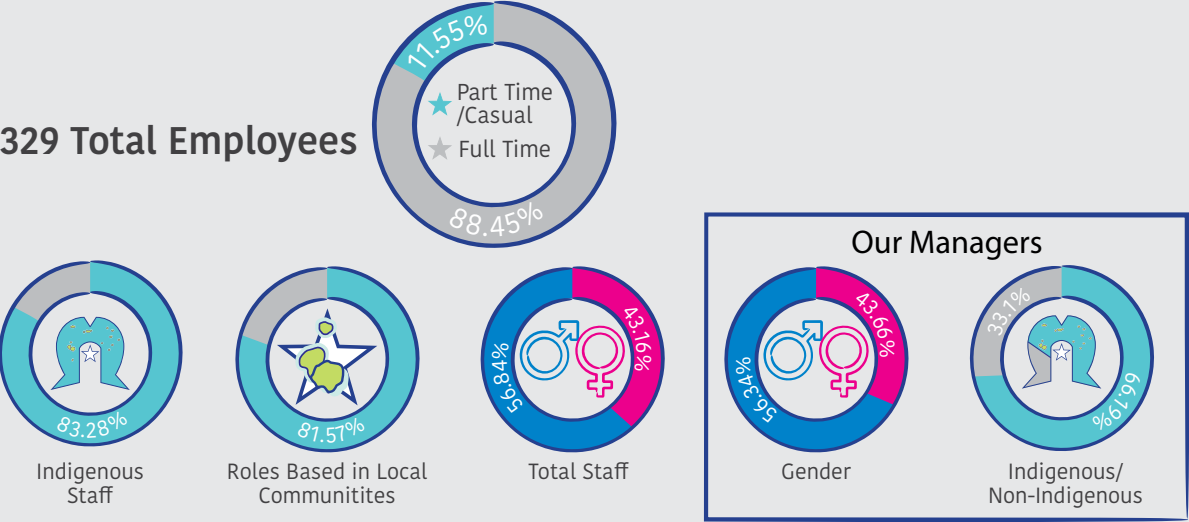 11.55%
Part Time
/Casual
Full Time
88.45%
329 Total Employees
83.28%
Indigenous
Staff
81.57%
Roles Based in Local
Communitites
43.16%
56.84%
Total Staff
Our Managers
43.66%
56.34%
Gender
33.1%
66.19%
Indigenous/
Non-Indigenous